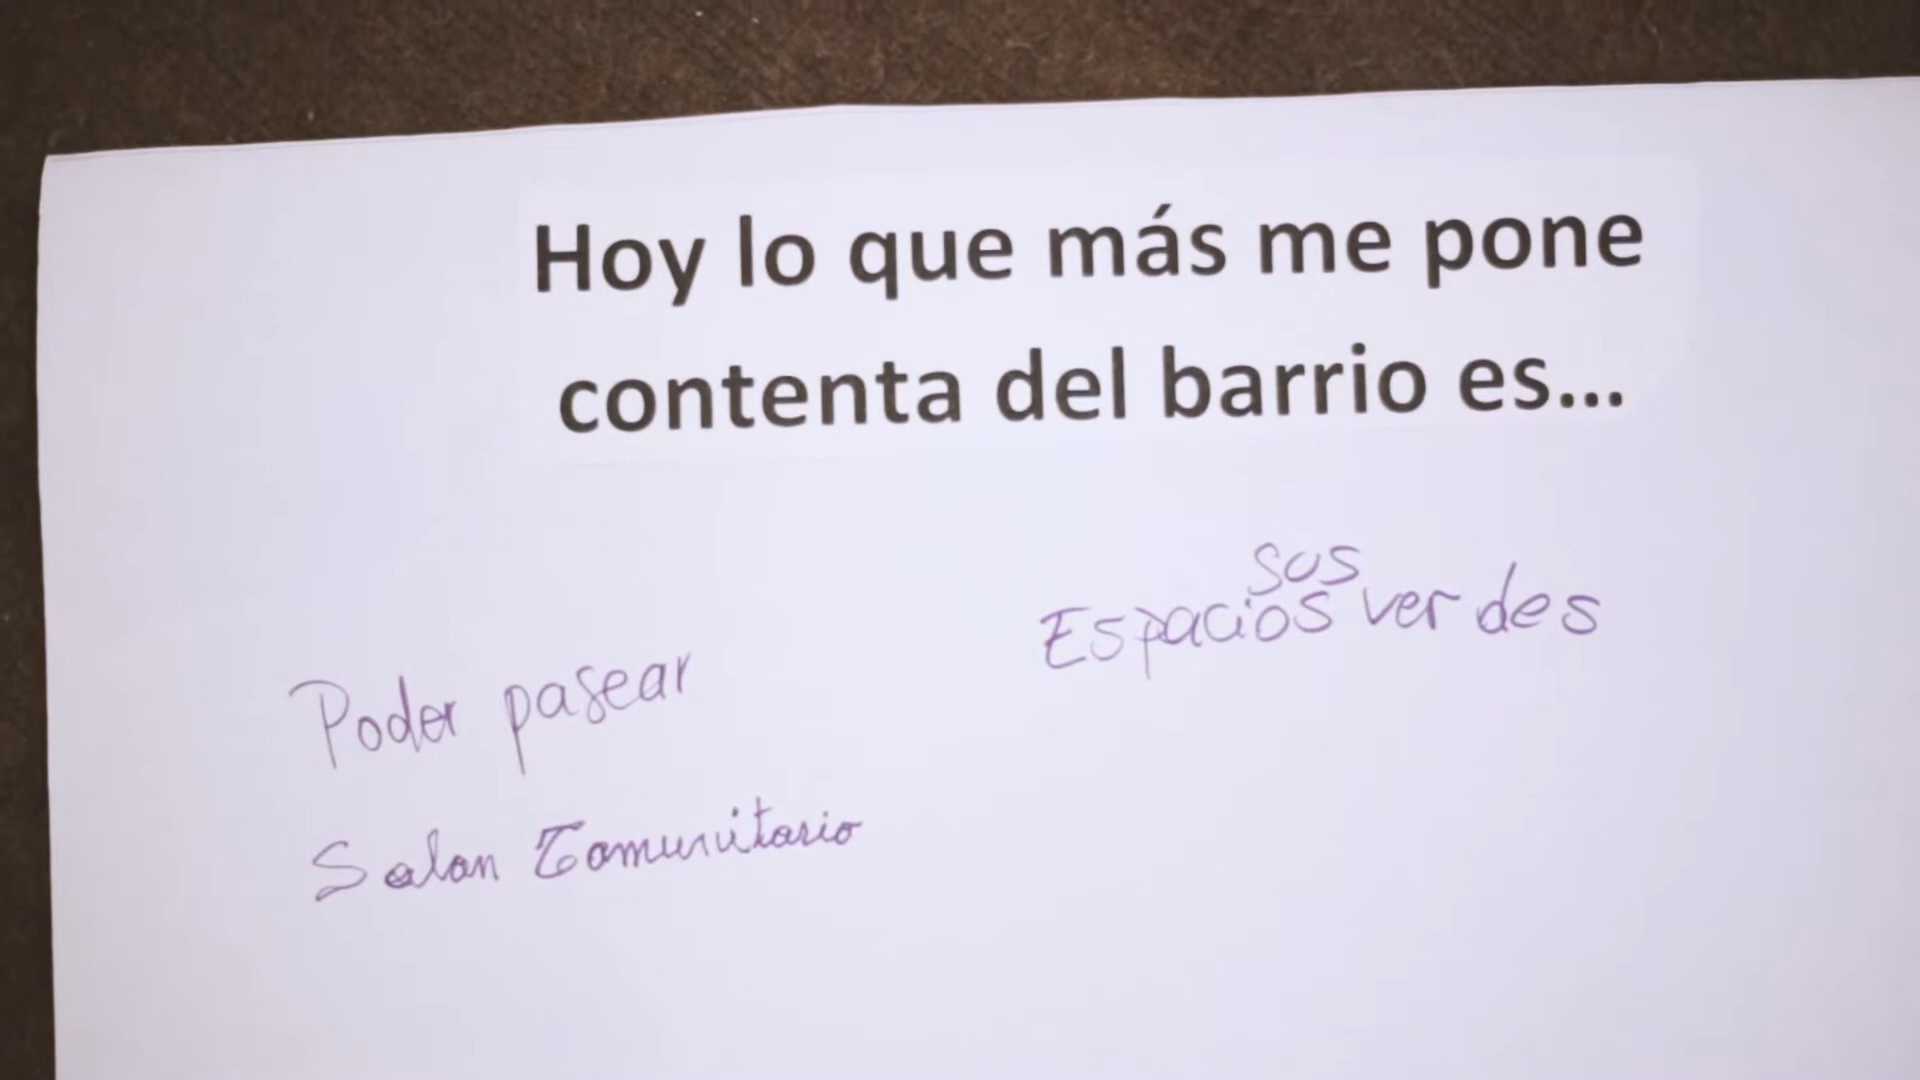 Hoy lo que más me pone
contenta del barrio es...
sus
Espacios verdes
Poder pasear
Salon Comunitario